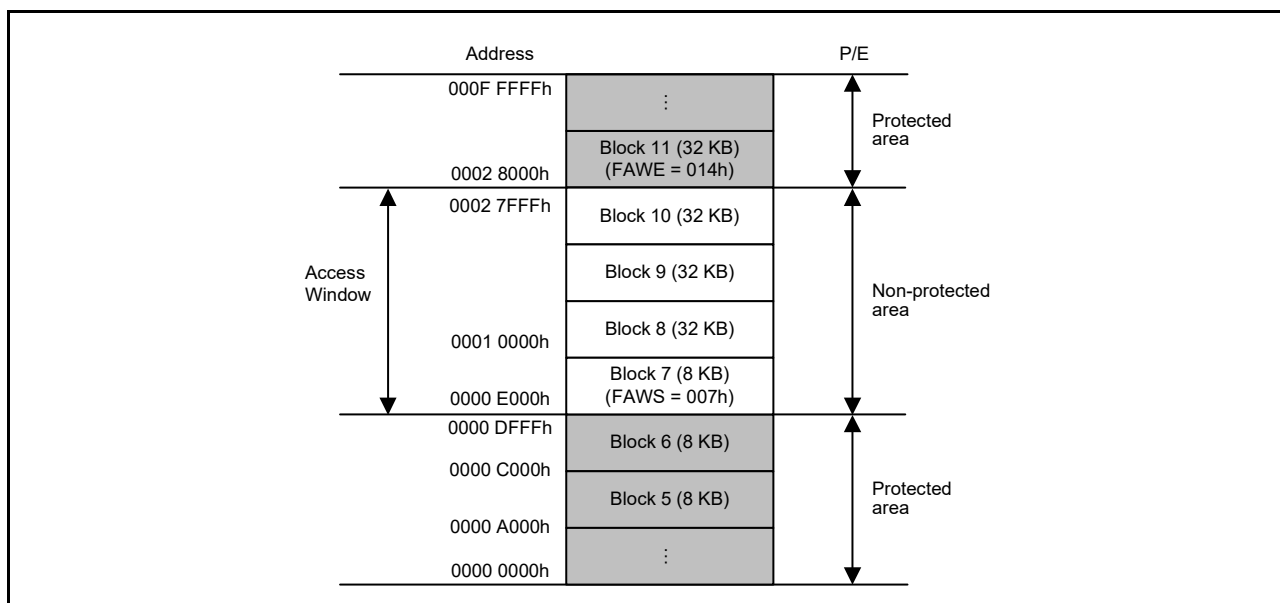 Address
P/E
000F FFFFh
⋮
Protected
area
Block 11 (32 KB)
(FAWE = 014h)
0002 8000h
0002 7FFFh
Block 10 (32 KB)
Access
Window
Block 9 (32 KB)
Non-protected
area
Block 8 (32 KB)
0001 0000h
Block 7 (8 KB)
(FAWS = 007h)
0000 E000h
0000 DFFFh
Block 6 (8 KB)
0000 C000h
Block 5 (8 KB)
Protected
area
0000 A000h
⋮
0000 0000h